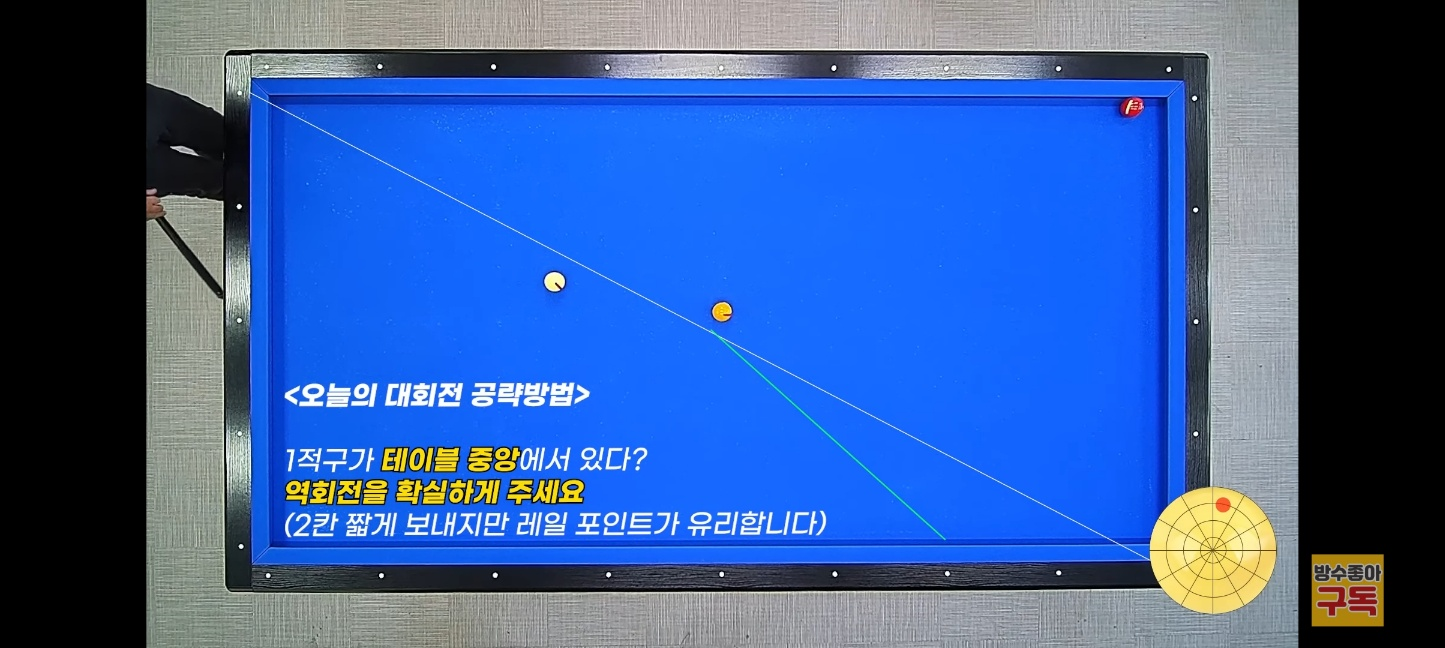 <오늘의 대회전 공략방법>
1적구가 테이블 중앙에서 있다?
역회전을 확실하게 주세요
(2칸 짧게 보내지만 레일 포인트가 유리합니다)
방수좋아
구독